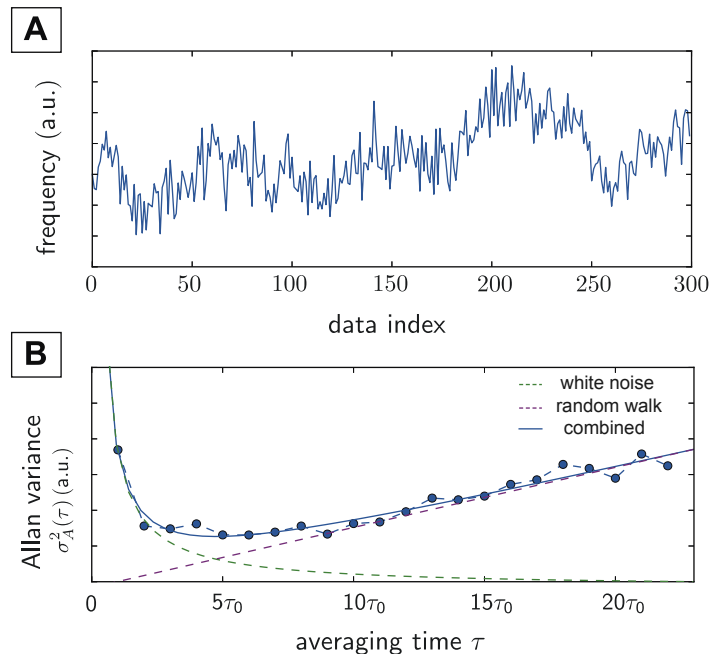 A
frequency (a.u.)
0 50 100 150 200 250 300
data index
B
Allan variance
σ²_A(τ) (a.u.)
white noise
random walk
combined
0 5τ₀ 10τ₀ 15τ₀ 20τ₀
averaging time τ